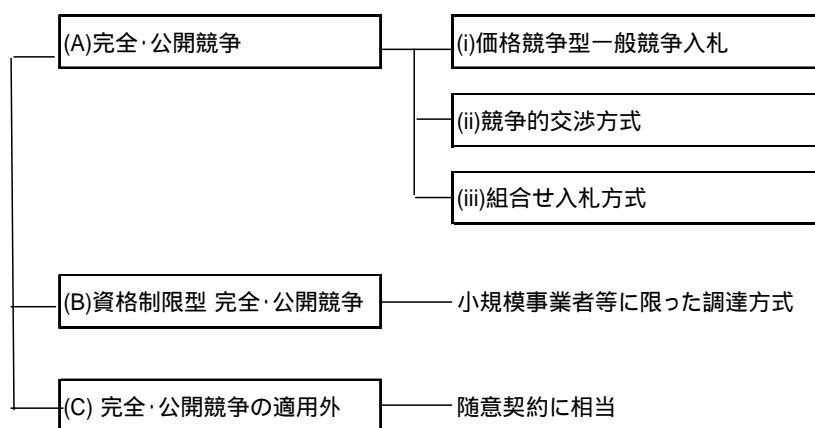 (A)完全·公開競争
(i)価格競争型一般競争入札
(ii)競争的交渉方式
(iii)組合せ入札方式
(B)資格制限型 完全·公開競争
小規模事業者等に限った調達方式
(C) 完全·公開競争の適用外
随意契約に相当